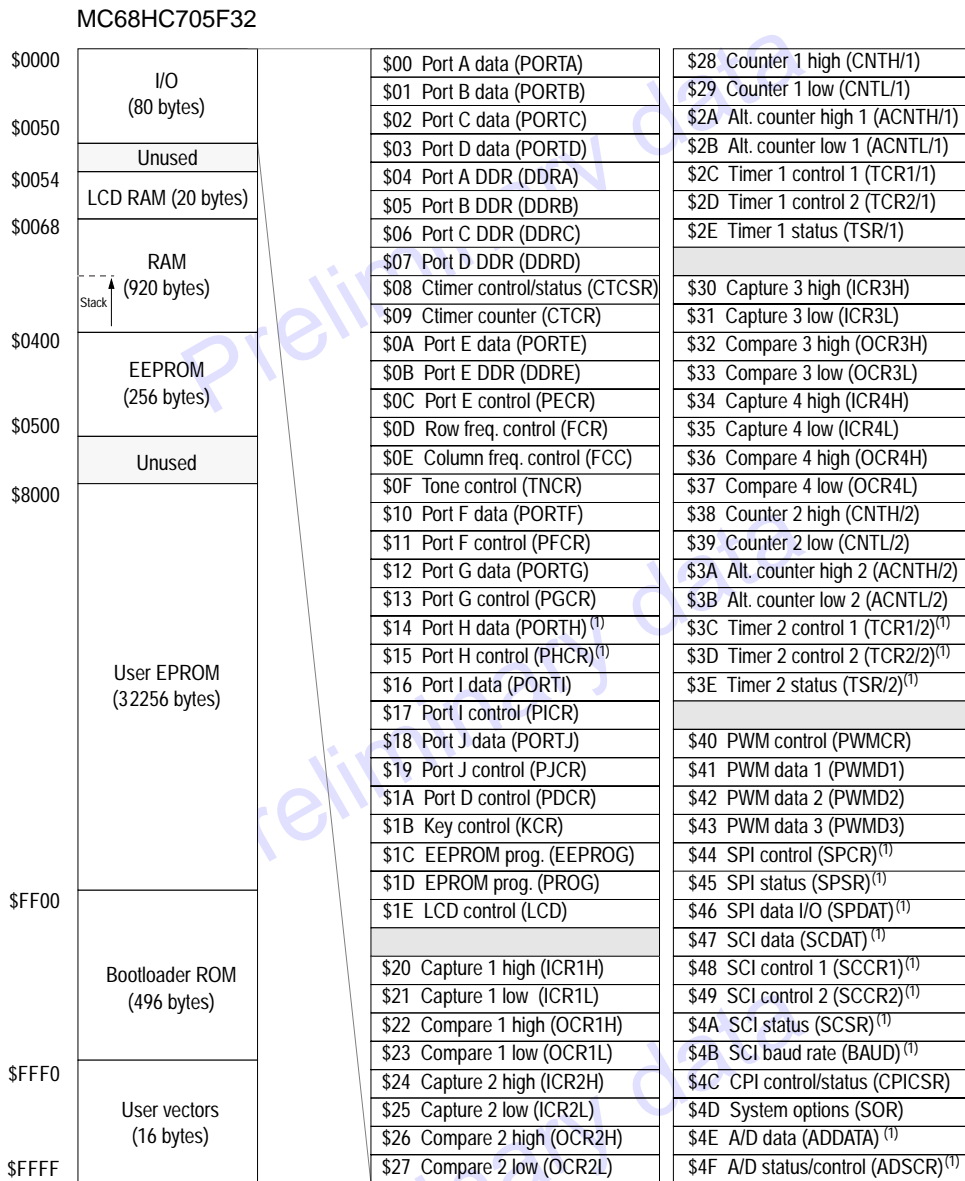 MC68HC705F32
$0000
I/O
(80 bytes)
$0050
Unused
$0054
LCD RAM (20 bytes)
$0068
RAM
(920 bytes)
Stack
$0400
EEPROM
(256 bytes)
$0500
Unused
$8000
User EPROM
(32256 bytes)
$FF00
Bootloader ROM
(496 bytes)
$FFF0
User vectors
(16 bytes)
$FFFF
$00 Port A data (PORTA)
$01 Port B data (PORTB)
$02 Port C data (PORTC)
$03 Port D data (PORTD)
$04 Port A DDR (DDRA)
$05 Port B DDR (DDRB)
$06 Port C DDR (DDRC)
$07 Port D DDR (DDRD)
$08 Ctimer control/status (CTCSR)
$09 Ctimer counter (CTCR)
$0A Port E data (PORTE)
$0B Port E DDR (DDRE)
$0C Port E control (PECR)
$0D Row freq. control (FCR)
$0E Column freq. control (FCC)
$0F Tone control (TNCR)
$10 Port F data (PORTF)
$11 Port F control (PFCR)
$12 Port G data (PORTG)
$13 Port G control (PGCR)
$14 Port H data (PORTH) (1)
$15 Port H control (PHCR) (1)
$16 Port I data (PORTI)
$17 Port I control (PICR)
$18 Port J data (PORTJ)
$19 Port J control (PJCR)
$1A Port D control (PDCR)
$1B Key control (KCR)
$1C EEPROM prog. (EEPROG)
$1D EPROM prog. (PROG)
$1E LCD control (LCD)
$20 Capture 1 high (ICR1H)
$21 Capture 1 low (ICR1L)
$22 Compare 1 high (OCR1H)
$23 Compare 1 low (OCR1L)
$24 Capture 2 high (ICR2H)
$25 Capture 2 low (ICR2L)
$26 Compare 2 high (OCR2H)
$27 Compare 2 low (OCR2L)
$28 Counter 1 high (CNTH/1)
$29 Counter 1 low (CNTL/1)
$2A Alt. counter high 1 (ACNTH/1)
$2B Alt. counter low 1 (ACNTL/1)
$2C Timer 1 control 1 (TCR1/1)
$2D Timer 1 control 2 (TCR2/1)
$2E Timer 1 status (TSR/1)
$30 Capture 3 high (ICR3H)
$31 Capture 3 low (ICR3L)
$32 Compare 3 high (OCR3H)
$33 Compare 3 low (OCR3L)
$34 Capture 4 high (ICR4H)
$35 Capture 4 low (ICR4L)
$36 Compare 4 high (OCR4H)
$37 Compare 4 low (OCR4L)
$38 Counter 2 high (CNTH/2)
$39 Counter 2 low (CNTL/2)
$3A Alt. counter high 2 (ACNTH/2)
$3B Alt. counter low 2 (ACNTL/2)
$3C Timer 2 control 1 (TCR1/2) (1)
$3D Timer 2 control 2 (TCR2/2) (1)
$3E Timer 2 status (TSR/2) (1)
$40 PWM control (PWMCR)
$41 PWM data 1 (PWMD1)
$42 PWM data 2 (PWMD2)
$43 PWM data 3 (PWMD3)
$44 SPI control (SPCR) (1)
$45 SPI status (SPSR) (1)
$46 SPI data I/O (SPDAT) (1)
$47 SCI data (SCDAT) (1)
$48 SCI control 1 (SCCR1) (1)
$49 SCI control 2 (SCCR2) (1)
$4A SCI status (SCSR) (1)
$4B SCI baud rate (BAUD) (1)
$4C CPI control/status (CPICSR)
$4D System options (SOR)
$4E A/D data (ADDATA) (1)
$4F A/D status/control (ADSCR) (1)
Preliminary data
reliminary data
inary data